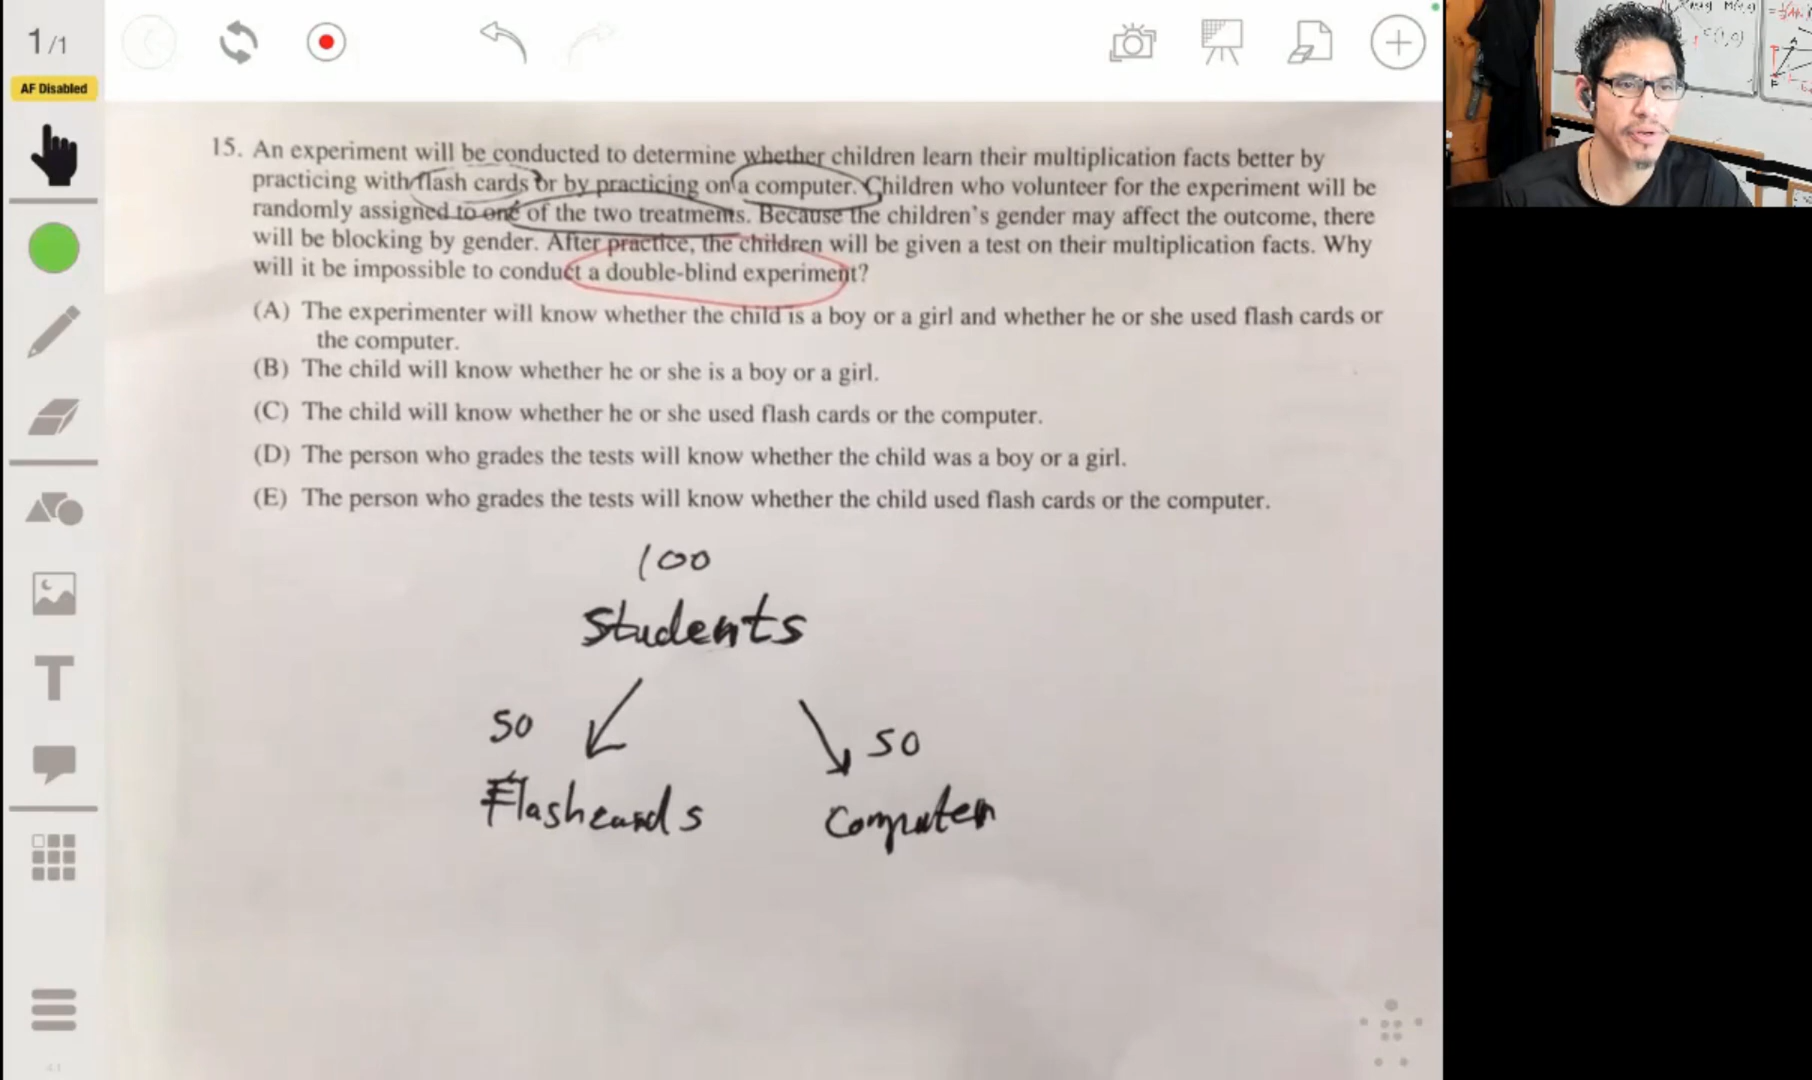 1/1
AF Disabled
15. An experiment will be conducted to determine whether children learn their multiplication facts better by
practicing with flash cards or by practicing on a computer. Children who volunteer for the experiment will be
randomly assigned to one of the two treatments. Because the children's gender may affect the outcome, there
will be blocking by gender. After practice, the children will be given a test on their multiplication facts. Why
will it be impossible to conduct a double-blind experiment?
(A) The experimenter will know whether the child is a boy or a girl and whether he or she used flash cards or
the computer.
(B) The child will know whether he or she is a boy or a girl.
(C) The child will know whether he or she used flash cards or the computer.
(D) The person who grades the tests will know whether the child was a boy or a girl.
(E) The person who grades the tests will know whether the child used flash cards or the computer.
100
Students
50
50
Flashcards
Computer
T